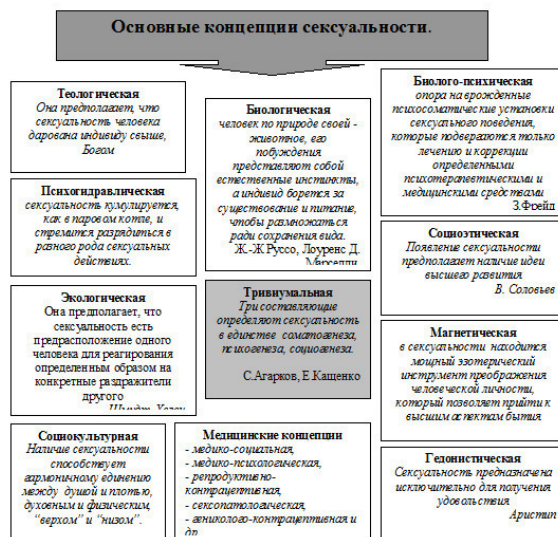 Основные концепции сексуальности.
Теологическая
Она предполагает, что
сексуальность человека
дарована индивиду свыше,
Богам
Психогидравлическая
сексуальность кумулируется,
как в паровом котле, и
стремится разрядиться в
разного рода сексуальных
действиях.
Экологическая
Она предполагает, что
сексуальность есть
предрасположение одного
человека для реагирования
определенным образом на
конкретные раздражители
другого
Социокультурная
Наличие сексуальности
способствует
гармоничному единению
между душой и плотью,
духовным и физическим,
"верхом" и "низом".
Биологическая
человек по природе своей -
животное, его
побуждения
представляют собой
естественные инстинкты,
а индивид борется за
существование и питание,
чтобы размножаться
ради сохранения вида.
Ж.-Ж.Руссо, Лоуренс Д.
Марселли
Тривиумальная
Три составляющие
определяют сексуальность
в единстве соматогенеза,
психогенеза, социогенеза.
С.Агарков, Е.Кащенко
Медицинские концепции
- медико-социальная,
- медико-психологическая,
- репродуктивно-
контрацептивная,
- сексопатологическая,
- гениколого-контрацептивная и
др
Биолого-психическая
опора на врожденные
психосоматические установки
сексуального поведения,
которые подвергаются только
лечению и коррекции
определенными
психотерапевтическими и
медицинскими средствами
З.Фрейд
Социоэтическая
Появление сексуальности
предполагает наличие идеи
высшего развития
В. Соловьев
Магнетическая
в сексуальности находится
мощный эзотерический
инструмент преображения
человеческой личности,
который позволяет прийти к
высшим аспектам бытия
Гедонистическая
Сексуальность предназначена
исключительно для получения
удовольствия
Аристип